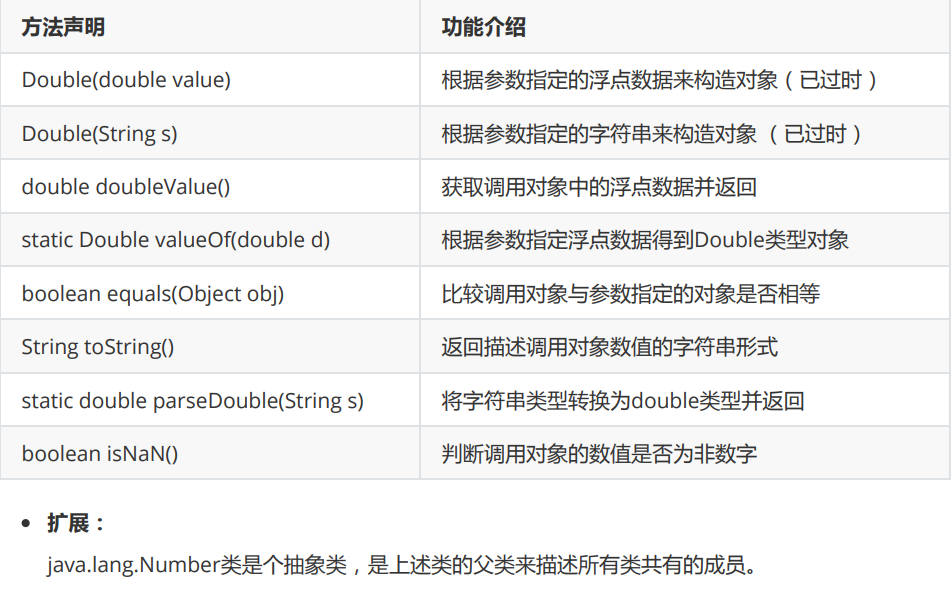 方法声明 功能介绍
Double(double value) 根据参数指定的浮点数据来构造对象（已过时）
Double(String s) 根据参数指定的字符串来构造对象 （已过时）
double doubleValue() 获取调用对象中的浮点数据并返回
static Double valueOf(double d) 根据参数指定浮点数据得到Double类型对象
boolean equals(Object obj) 比较调用对象与参数指定的对象是否相等
String toString() 返回描述调用对象数值的字符串形式
static double parseDouble(String s) 将字符串类型转换为double类型并返回
boolean isNaN() 判断调用对象的数值是否为非数字
• 扩展：
java.lang.Number类是个抽象类，是上述类的父类来描述所有类共有的成员。